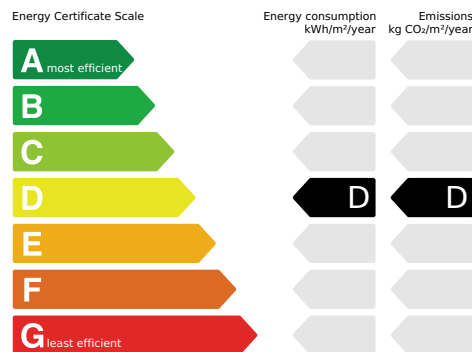 Energy Certificate Scale
Energy consumption
kWh/m²/year
Emissions
kg CO₂/m²/year
A most efficient
B
C
D D D
E
F
G least efficient